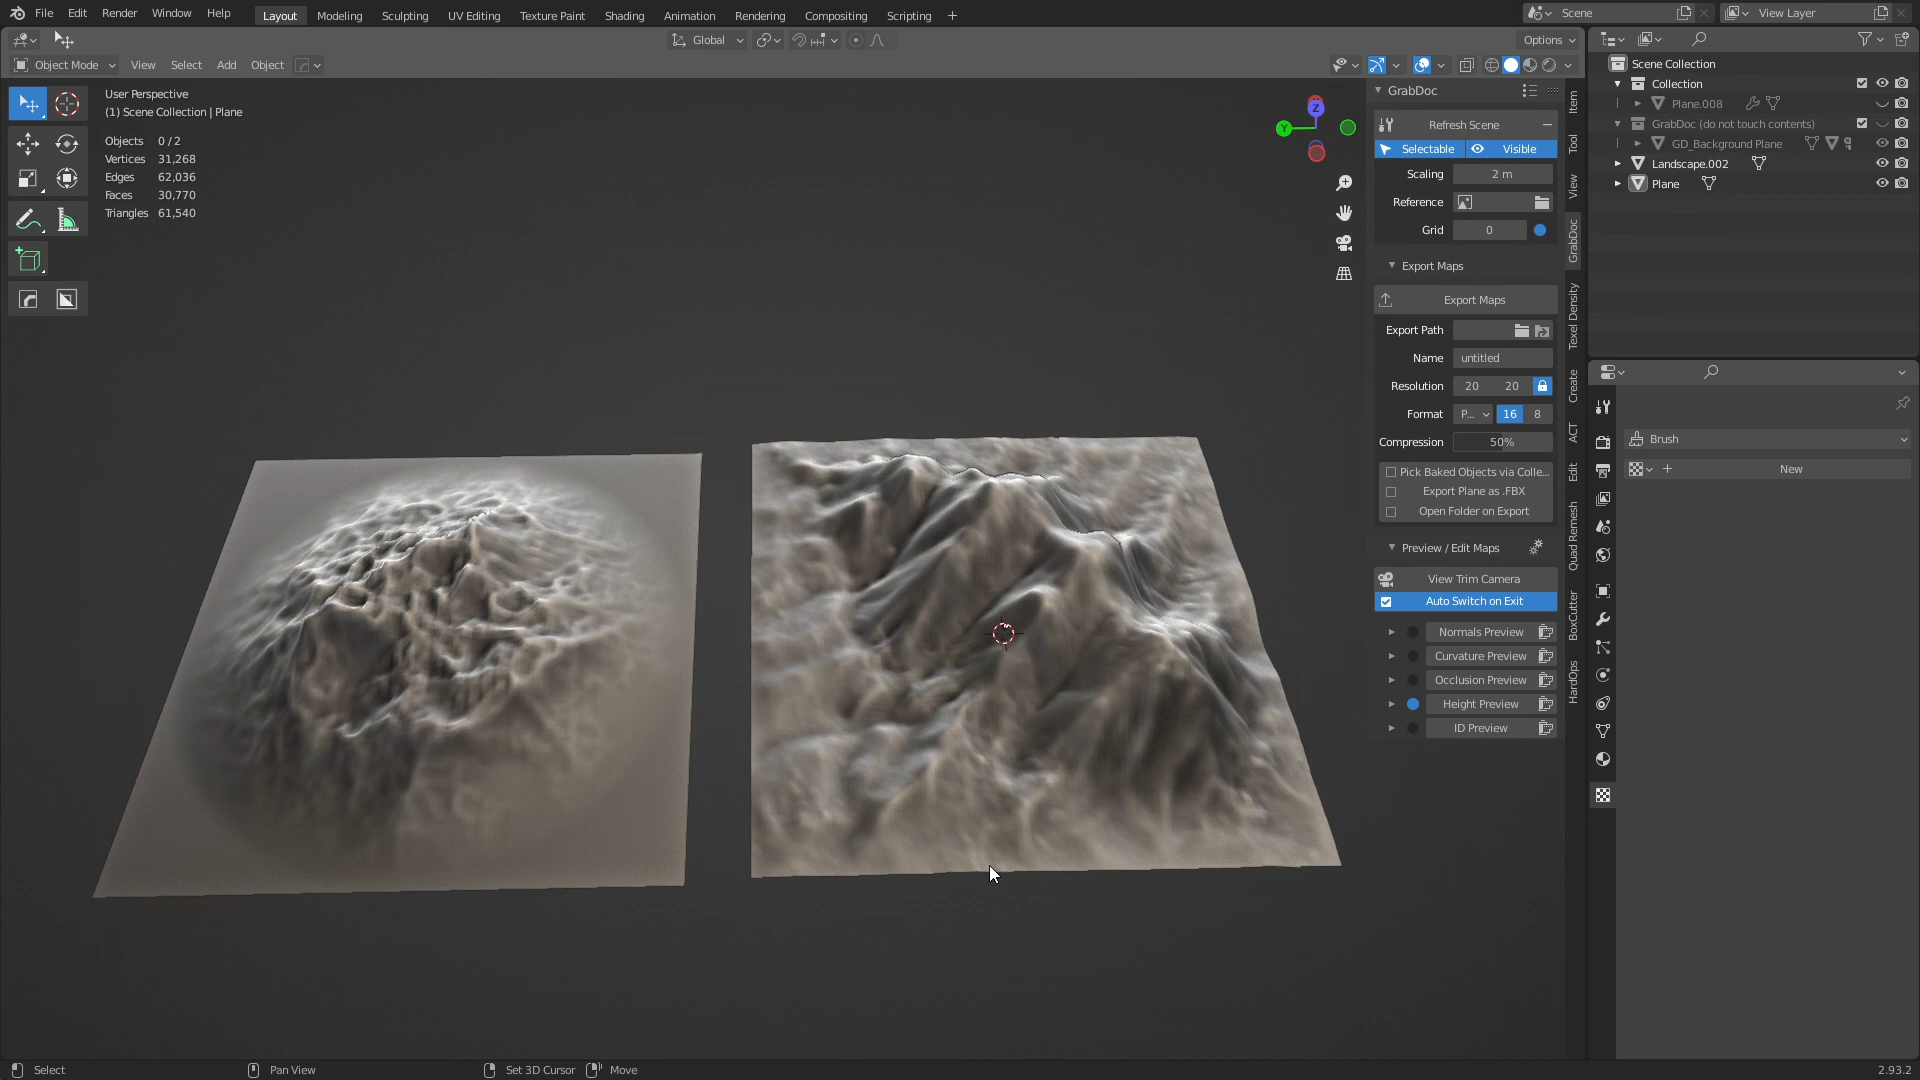 File Edit Render Window Help Layout Modeling Sculpting UV Editing Texture Paint Shading Animation Rendering Compositing Scripting + Scene View Layer
Global Options
Object Mode View Select Add Object
User Perspective
(1) Scene Collection | Plane
Objects 0 / 2
Vertices 31,268
Edges 62,036
Faces 30,770
Triangles 61,540
Z
Y
GrabDoc
Refresh Scene
Selectable Visible
Scaling 2 m
Reference
Grid 0
Export Maps
Export Maps
Export Path
Name untitled
Resolution 20 20
Format P... 16 8
Compression 50%
Pick Baked Objects via Colle...
Export Plane as .FBX
Open Folder on Export
Preview / Edit Maps
View Trim Camera
Auto Switch on Exit
Normals Preview
Curvature Preview
Occlusion Preview
Height Preview
ID Preview
Item
Tool
View
GrabDoc
Texel Density
Create
ACT
Edit
Quad Remesh
BoxCutter
HardOps
Scene Collection
Collection
Plane.008
GrabDoc (do not touch contents)
GD_Background Plane
Landscape.002
Plane
Brush
+ New
Select Pan View Set 3D Cursor Move 2.93.2